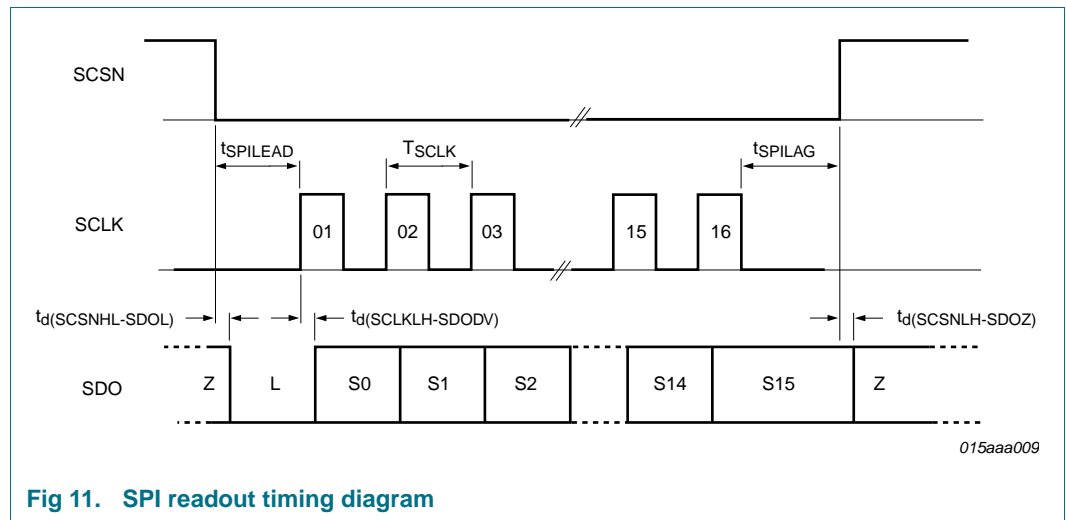 SCSN
tSPILEAD
TSCLK
tSPILAG
SCLK
01
02
03
15
16
td(SCSNHL-SDOL)
td(SCLKLH-SDODV)
td(SCSNLH-SDOZ)
SDO
Z
L
S0
S1
S2
S14
S15
Z
015aaa009
Fig 11. SPI readout timing diagram